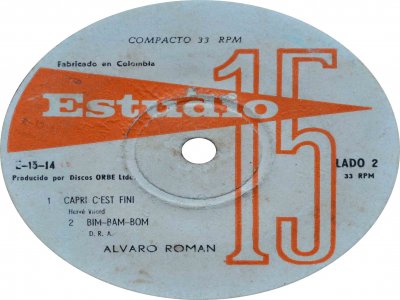 COMPACTO 33 RPM
Fabricado en Colombia
Estudio
15
E-15-14
LADO 2
Producido por Discos ORBE Ltda.
33 RPM
1 CAPRI C'EST FINI
Hervé Vilard
2 BIM-BAM-BOM
D. R. A.
ALVARO ROMAN